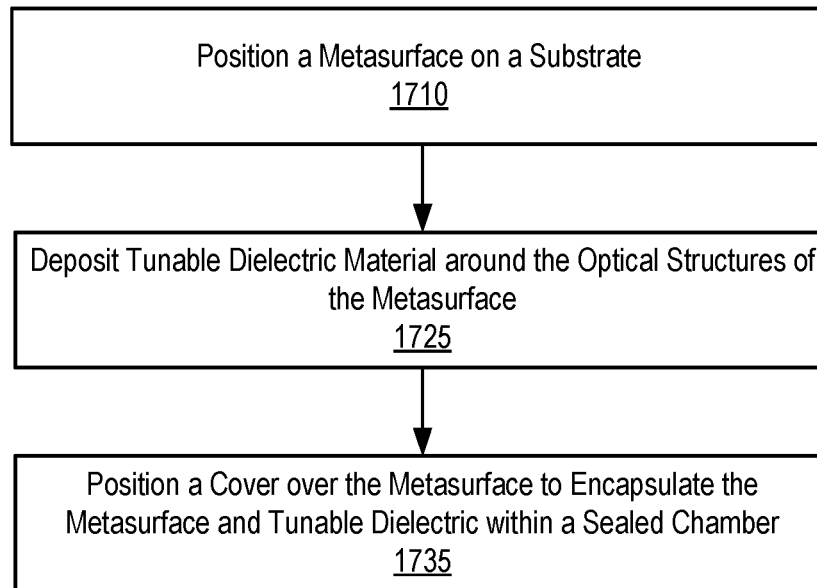 Position a Metasurface on a Substrate
1710
Deposit Tunable Dielectric Material around the Optical Structures of
the Metasurface
1725
Position a Cover over the Metasurface to Encapsulate the
Metasurface and Tunable Dielectric within a Sealed Chamber
1735